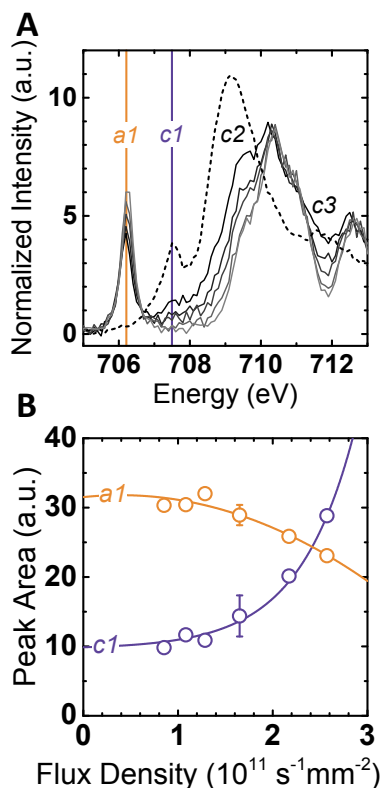 A
Normalized Intensity (a.u.)
10
5
0
a1
c1
c2
c3
706
708
710
712
Energy (eV)
B
Peak Area (a.u.)
40
30
20
10
0
a1
c1
0
1
2
3
Flux Density (10¹¹ s⁻¹mm⁻²)